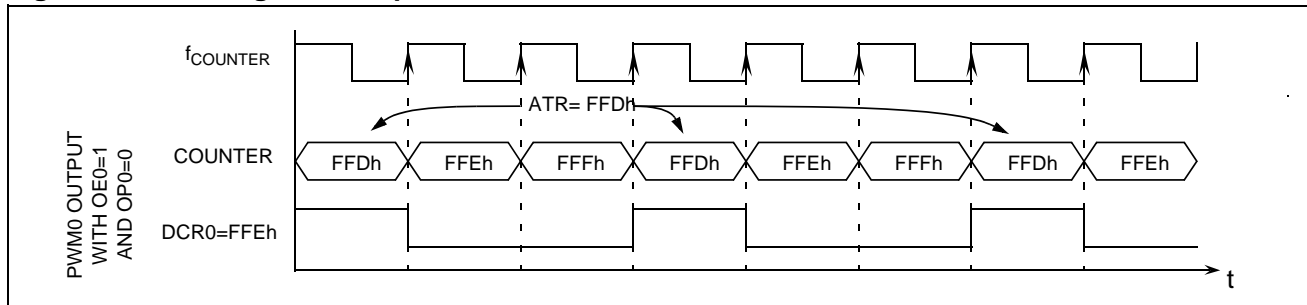 fCOUNTER
ATR= FFDh
COUNTER
FFDh FFEh FFFh FFDh FFEh FFFh FFDh FFEh
PWM0 OUTPUT
WITH OE0=1
AND OP0=0
DCR0=FFEh
t